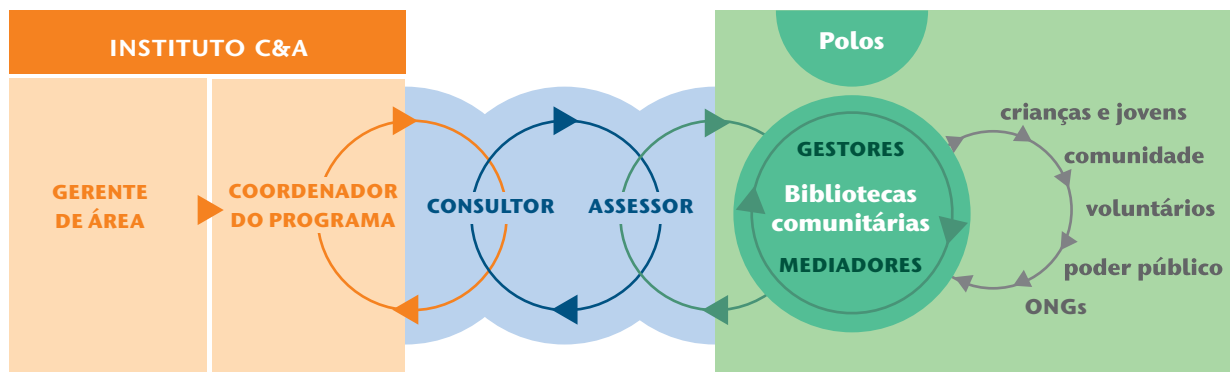 INSTITUTO C&A
GERENTE
DE ÁREA
COORDENADOR
DO PROGRAMA
CONSULTOR
ASSESSOR
Polos
GESTORES
Bibliotecas
comunitárias
MEDIADORES
crianças e jovens
comunidade
voluntários
poder público
ONGs